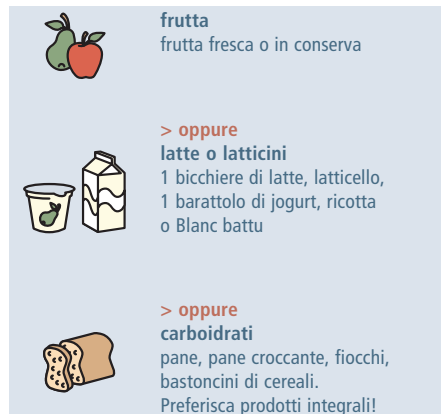 frutta
frutta fresca o in conserva
> oppure
latte o latticini
1 bicchiere di latte, latticello,
1 barattolo di jogurt, ricotta
o Blanc battu
> oppure
carboidrati
pane, pane croccante, fiocchi,
bastoncini di cereali.
Preferisca prodotti integrali!